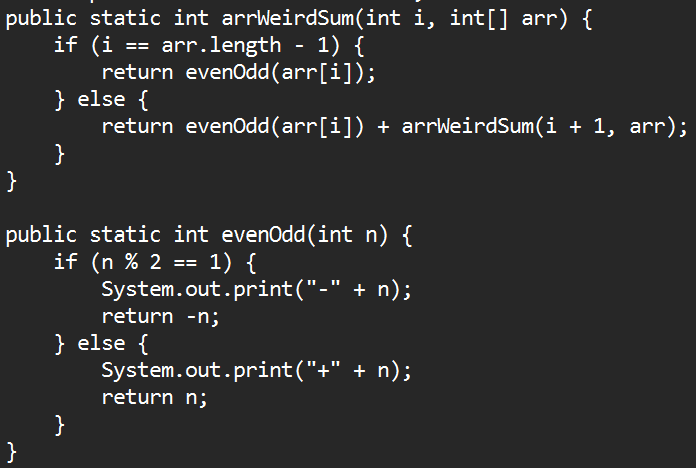 public static int arrWeirdSum(int i, int[] arr) {
    if (i == arr.length - 1) {
        return evenOdd(arr[i]);
    } else {
        return evenOdd(arr[i]) + arrWeirdSum(i + 1, arr);
    }
}

public static int evenOdd(int n) {
    if (n % 2 == 1) {
        System.out.print("-" + n);
        return -n;
    } else {
        System.out.print("+" + n);
        return n;
    }
}